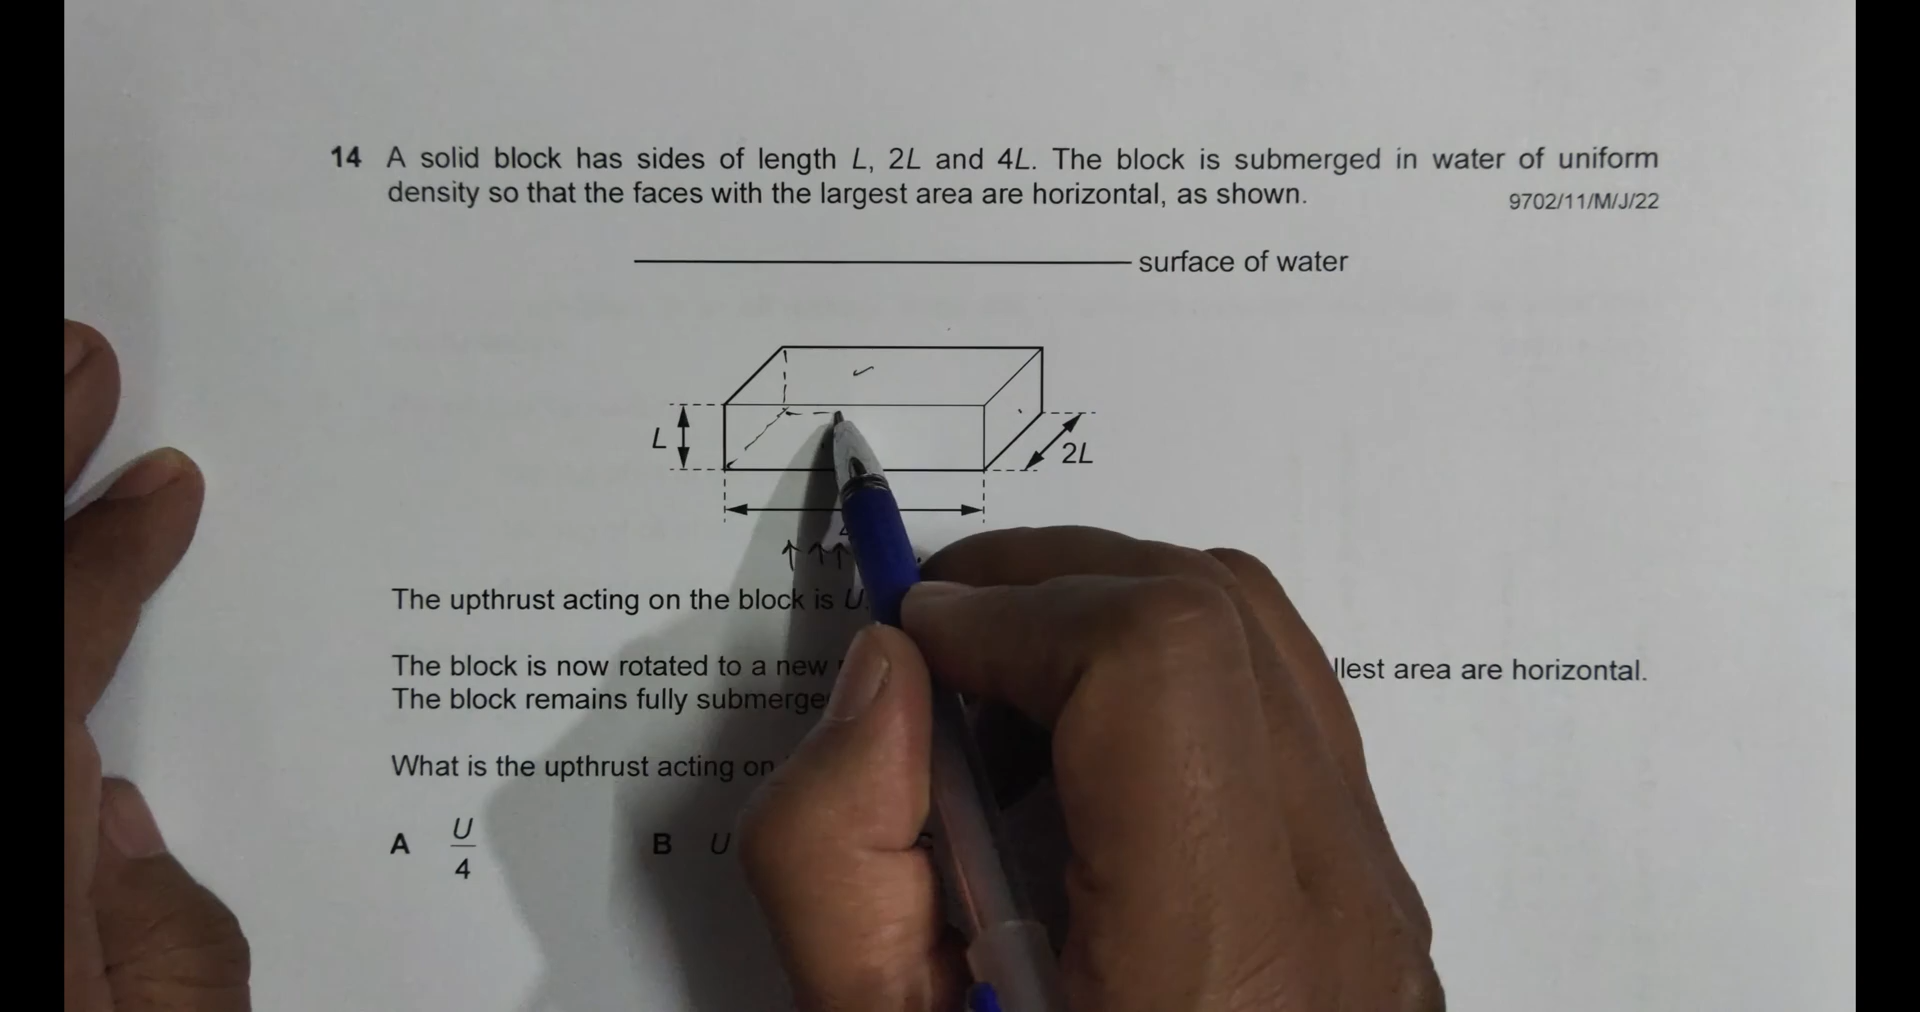 14 A solid block has sides of length L, 2L and 4L. The block is submerged in water of uniform
density so that the faces with the largest area are horizontal, as shown.
9702/11/M/J/22
surface of water
L
2L
The upthrust acting on the block is U
The block is now rotated to a new
area are horizontal.
The block remains fully
What is the upthrust acting on
A U/4
B U